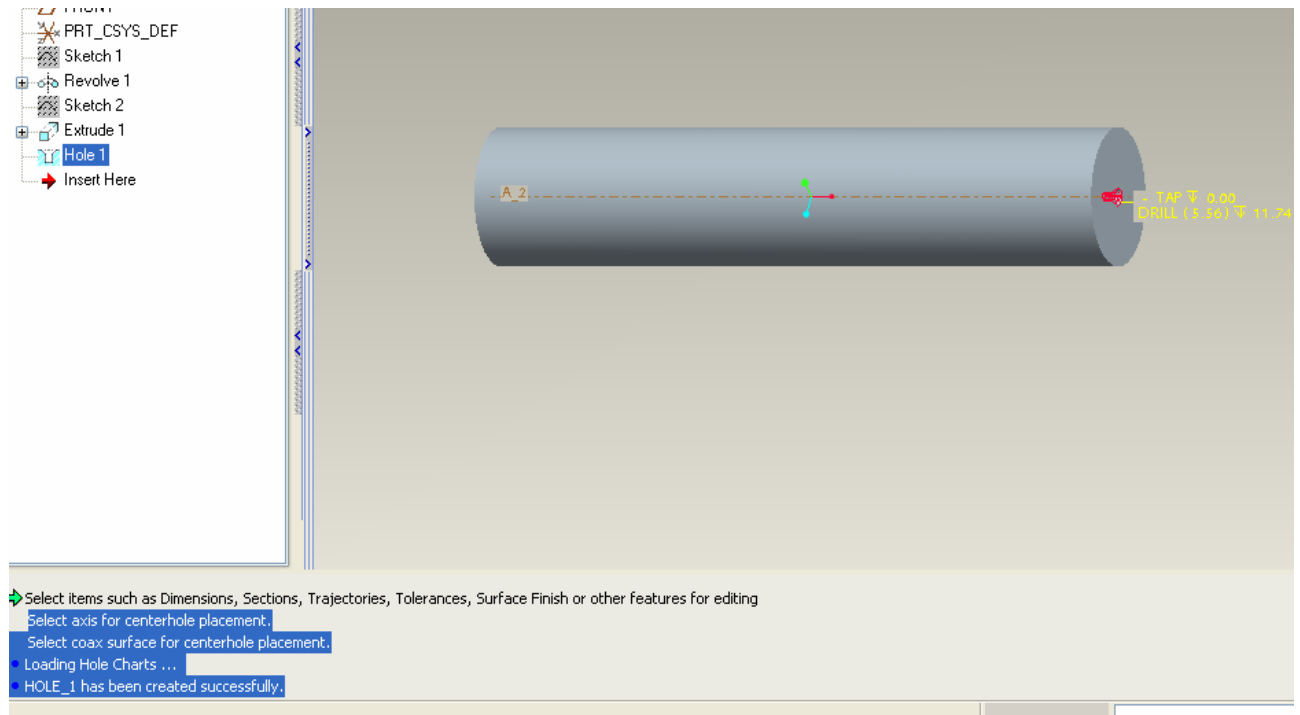 FRONT
PRT_CSYS_DEF
Sketch 1
Revolve 1
Sketch 2
Extrude 1
Hole 1
Insert Here
A_2
- TAP ↧ 0.00
DRILL ( 5.56) ↧ 11.74
Select items such as Dimensions, Sections, Trajectories, Tolerances, Surface Finish or other features for editing
Select axis for centerhole placement.
Select coax surface for centerhole placement.
Loading Hole Charts ...
HOLE_1 has been created successfully.